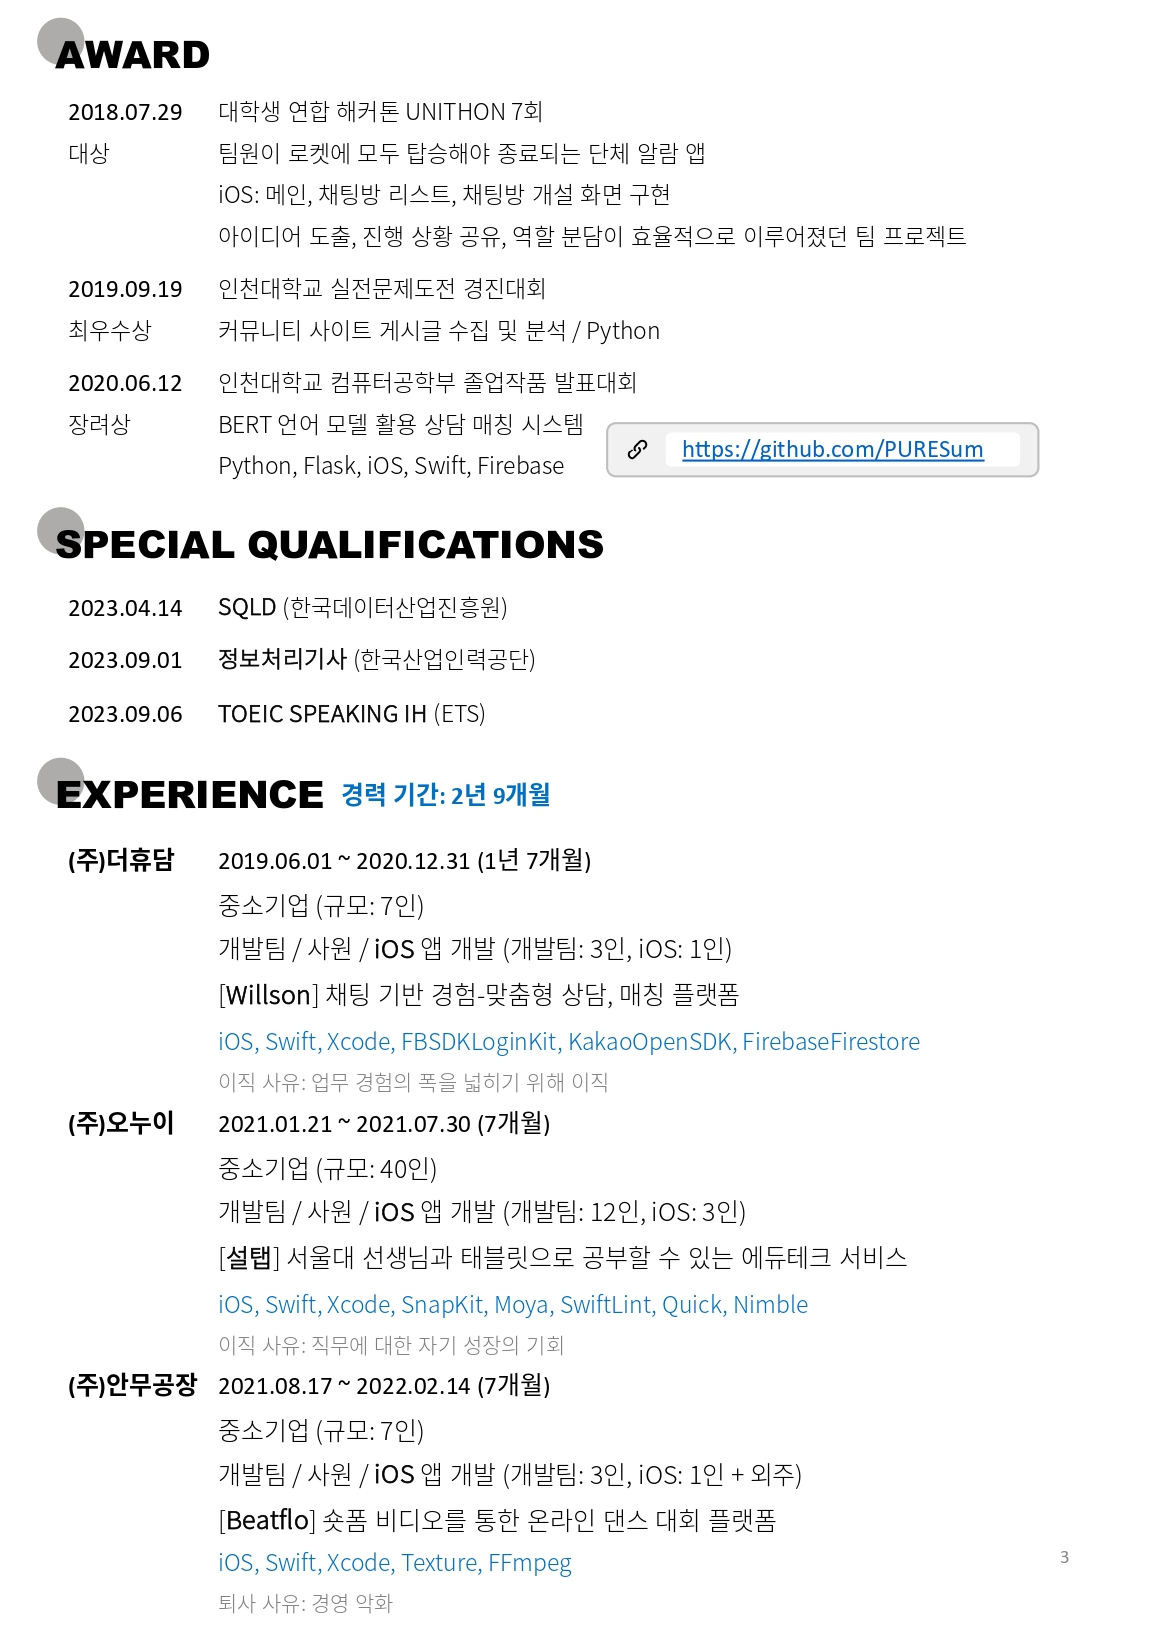 AWARD
2018.07.29 대학생 연합 해커톤 UNITHON 7회
대상 팀원이 로켓에 모두 탑승해야 종료되는 단체 알람 앱
iOS: 메인, 채팅방 리스트, 채팅방 개설 화면 구현
아이디어 도출, 진행 상황 공유, 역할 분담이 효율적으로 이루어졌던 팀 프로젝트
2019.09.19 인천대학교 실전문제도전 경진대회
최우수상 커뮤니티 사이트 게시글 수집 및 분석 / Python
2020.06.12 인천대학교 컴퓨터공학부 졸업작품 발표대회
장려상 BERT 언어 모델 활용 상담 매칭 시스템
https://github.com/PURESum
Python, Flask, iOS, Swift, Firebase
SPECIAL QUALIFICATIONS
2023.04.14 SQLD (한국데이터산업진흥원)
2023.09.01 정보처리기사 (한국산업인력공단)
2023.09.06 TOEIC SPEAKING IH (ETS)
EXPERIENCE 경력 기간: 2년 9개월
(주)더휴담 2019.06.01 ~ 2020.12.31 (1년 7개월)
중소기업 (규모: 7인)
개발팀 / 사원 / iOS 앱 개발 (개발팀: 3인, iOS: 1인)
[Willson] 채팅 기반 경험-맞춤형 상담, 매칭 플랫폼
iOS, Swift, Xcode, FBSDKLoginKit, KakaoOpenSDK, FirebaseFirestore
이직 사유: 업무 경험의 폭을 넓히기 위해 이직
(주)오누이 2021.01.21 ~ 2021.07.30 (7개월)
중소기업 (규모: 40인)
개발팀 / 사원 / iOS 앱 개발 (개발팀: 12인, iOS: 3인)
[설탭] 서울대 선생님과 태블릿으로 공부할 수 있는 에듀테크 서비스
iOS, Swift, Xcode, SnapKit, Moya, SwiftLint, Quick, Nimble
이직 사유: 직무에 대한 자기 성장의 기회
(주)안무공장 2021.08.17 ~ 2022.02.14 (7개월)
중소기업 (규모: 7인)
개발팀 / 사원 / iOS 앱 개발 (개발팀: 3인, iOS: 1인 + 외주)
[Beatflo] 숏폼 비디오를 통한 온라인 댄스 대회 플랫폼
iOS, Swift, Xcode, Texture, FFmpeg
3
퇴사 사유: 경영 악화